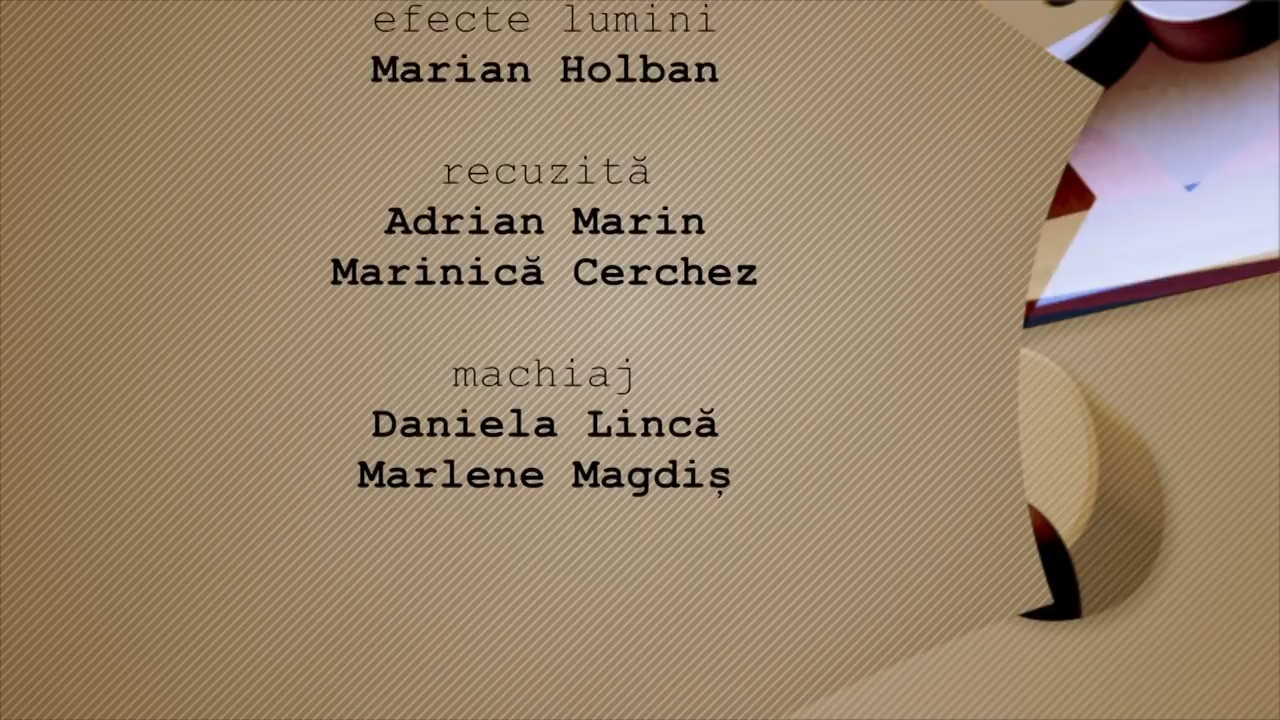 efecte lumini
Marian Holban
recuzită
Adrian Marin
Marinică Cerchez
machiaj
Daniela Lincă
Marlene Magdiș